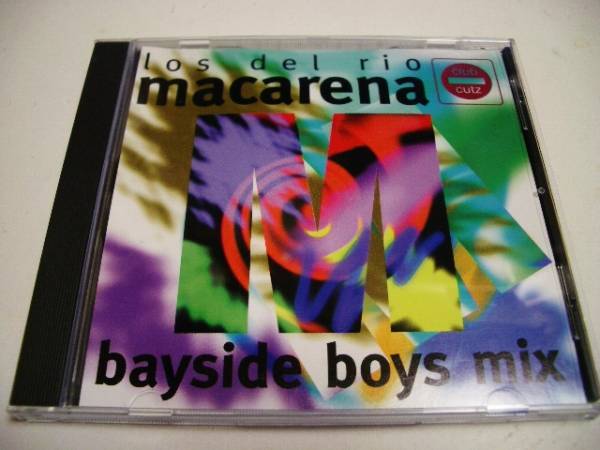 los del rio
macarena
club
cutz
M
bayside boys mix